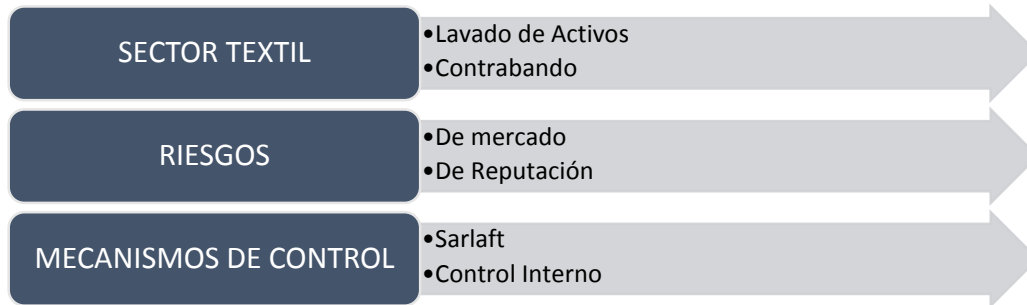 SECTOR TEXTIL
•Lavado de Activos
•Contrabando
RIESGOS
•De mercado
•De Reputación
MECANISMOS DE CONTROL
•Sarlaft
•Control Interno